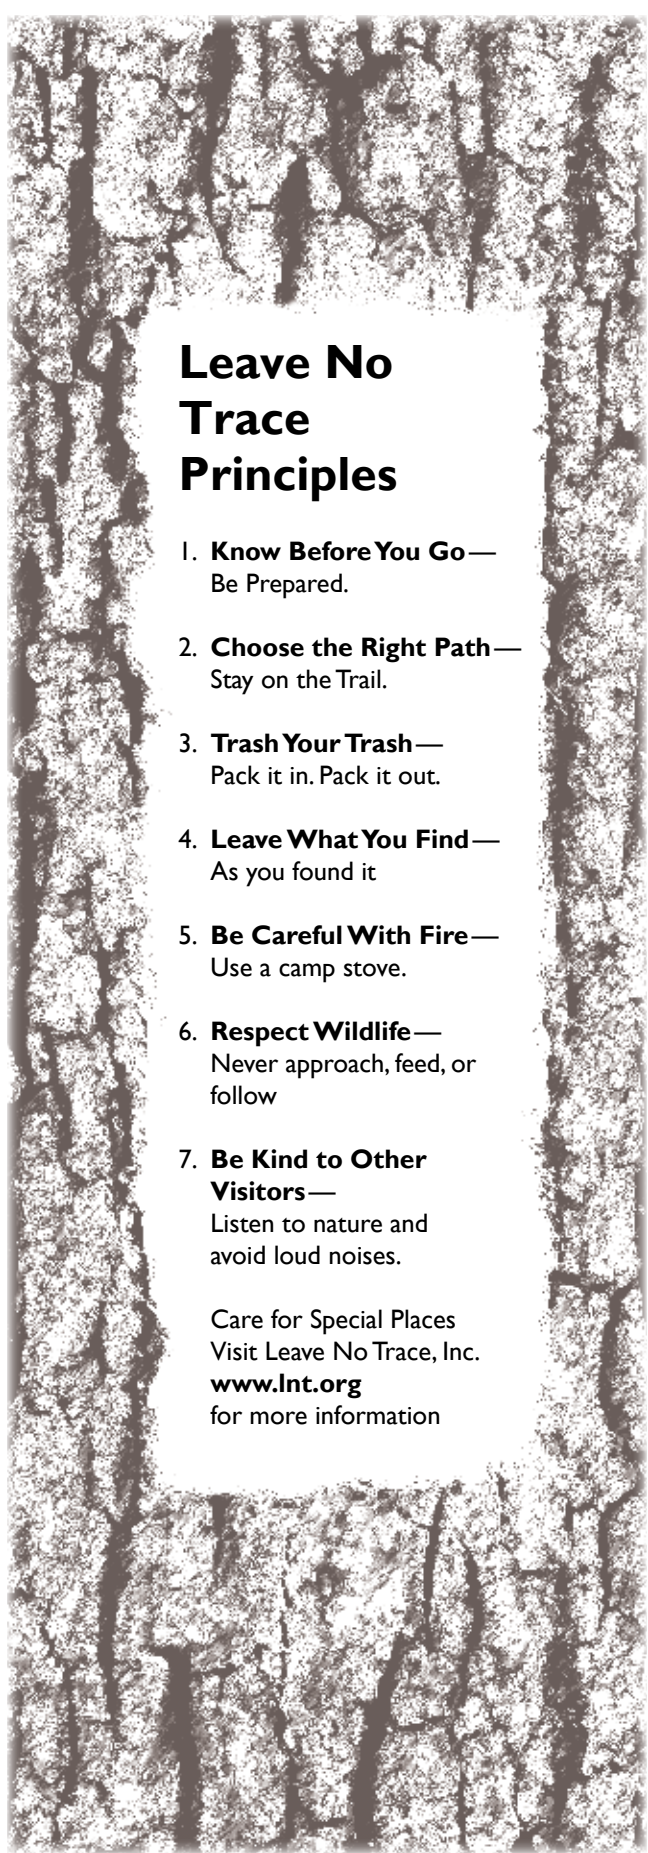 Leave No
Trace
Principles
1. Know Before You Go—
Be Prepared.
2. Choose the Right Path—
Stay on the Trail.
3. Trash Your Trash—
Pack it in. Pack it out.
4. Leave What You Find—
As you found it
5. Be Careful With Fire—
Use a camp stove.
6. Respect Wildlife—
Never approach, feed, or
follow
7. Be Kind to Other
Visitors—
Listen to nature and
avoid loud noises.
Care for Special Places
Visit Leave No Trace, Inc.
www.lnt.org
for more information